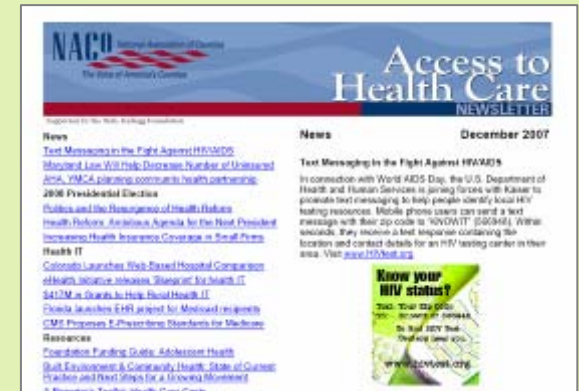 NACo National Association of Counties
The Voice of America's Counties
Access to
Health Care
NEWSLETTER
Supported by the W.K. Kellogg Foundation
News
Text Messaging in the Fight Against HIV/AIDS
Maryland Law Will Help Decrease Number of Uninsured
AHA, YMCA planning community health partnership
2008 Presidential Election
Politics and the Resurgence of Health Reform
Health Reform: Ambitious Agenda for the Next President
Increasing Health Insurance Coverage in Small Firms
Health IT
Colorado Launches Web-Based Hospital Comparison
eHealth Initiative releases 'Blueprint' for health IT
$417M in Grants to Help Rural Health IT
Florida launches EHR project for Medicaid recipients
CMS Proposes E-Prescribing Standards for Medicare
Resources
Foundation Funding Guide: Adolescent Health
Built Environment & Community Health: State of Current
Practice and Next Steps for a Growing Movement
News December 2007
Text Messaging in the Fight Against HIV/AIDS
In connection with World AIDS Day, the U.S. Department of
Health and Human Services is joining forces with Kaiser to
promote text messaging to help people identify local HIV
testing resources. Mobile phone users can send a text
message with their zip code to "KNOWIT" (566948). Within
seconds, they receive a text response containing the
location and contact details for an HIV testing center in their
area. Visit www.HIVtest.org.
Know your
HIV status?
Text Your Zip Code
To Find HIV Test
Centers near you.
www.hivtest.org